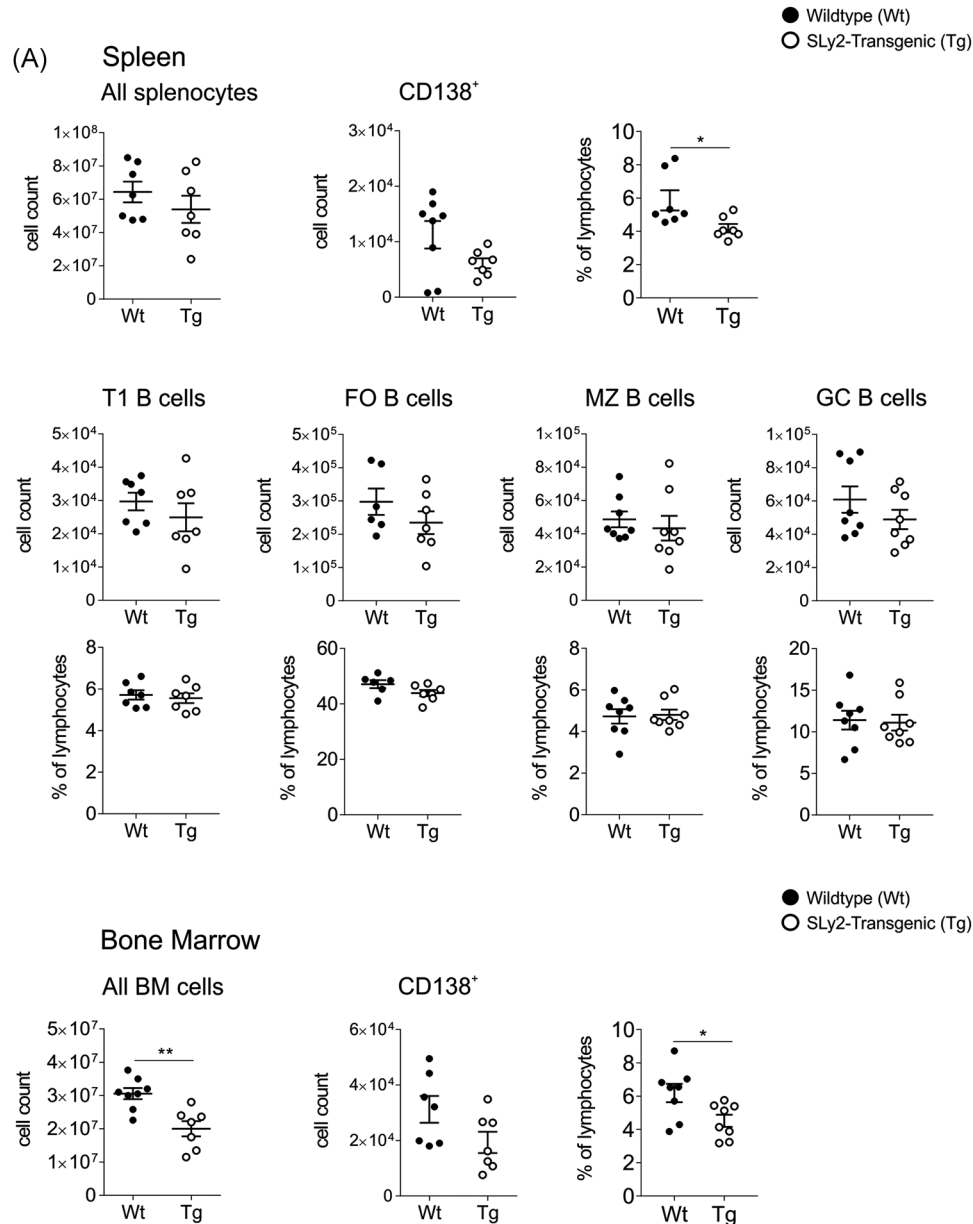 Wildtype (Wt)
SLy2-Transgenic (Tg)
(A) Spleen
All splenocytes
CD138⁺
cell count
1×10⁸
8×10⁷
6×10⁷
4×10⁷
2×10⁷
0
Wt Tg
cell count
3×10⁴
2×10⁴
1×10⁴
0
Wt Tg
% of lymphocytes
10
8
6
4
2
0
*
Wt Tg
T1 B cells
FO B cells
MZ B cells
GC B cells
cell count
5×10⁴
4×10⁴
3×10⁴
2×10⁴
1×10⁴
0
Wt Tg
cell count
5×10⁵
4×10⁵
3×10⁵
2×10⁵
1×10⁵
0
Wt Tg
cell count
1×10⁵
8×10⁴
6×10⁴
4×10⁴
2×10⁴
0
Wt Tg
cell count
1×10⁵
8×10⁴
6×10⁴
4×10⁴
2×10⁴
0
Wt Tg
% of lymphocytes
8
6
4
2
0
Wt Tg
% of lymphocytes
60
40
20
0
Wt Tg
% of lymphocytes
8
6
4
2
0
Wt Tg
% of lymphocytes
20
15
10
5
0
Wt Tg
Wildtype (Wt)
SLy2-Transgenic (Tg)
Bone Marrow
All BM cells
CD138⁺
cell count
5×10⁷
4×10⁷
3×10⁷
2×10⁷
1×10⁷
0
**
Wt Tg
cell count
6×10⁴
4×10⁴
2×10⁴
0
Wt Tg
% of lymphocytes
10
8
6
4
2
0
*
Wt Tg